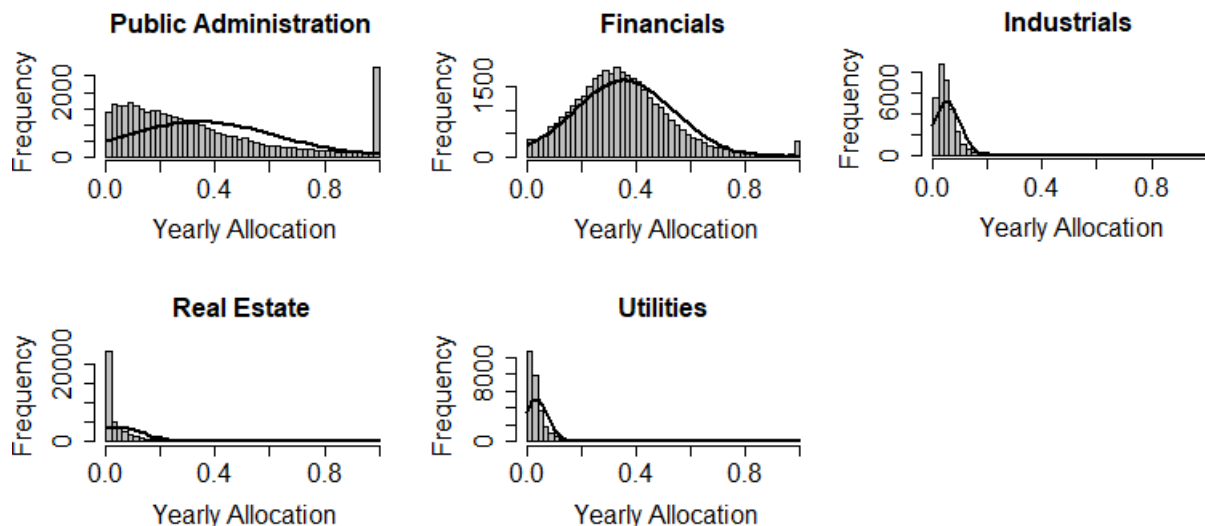 Public Administration
Frequency
0 2000
0.0 0.4 0.8
Yearly Allocation
Financials
Frequency
0 1500
0.0 0.4 0.8
Yearly Allocation
Industrials
Frequency
0 6000
0.0 0.4 0.8
Yearly Allocation
Real Estate
Frequency
0 20000
0.0 0.4 0.8
Yearly Allocation
Utilities
Frequency
0 8000
0.0 0.4 0.8
Yearly Allocation